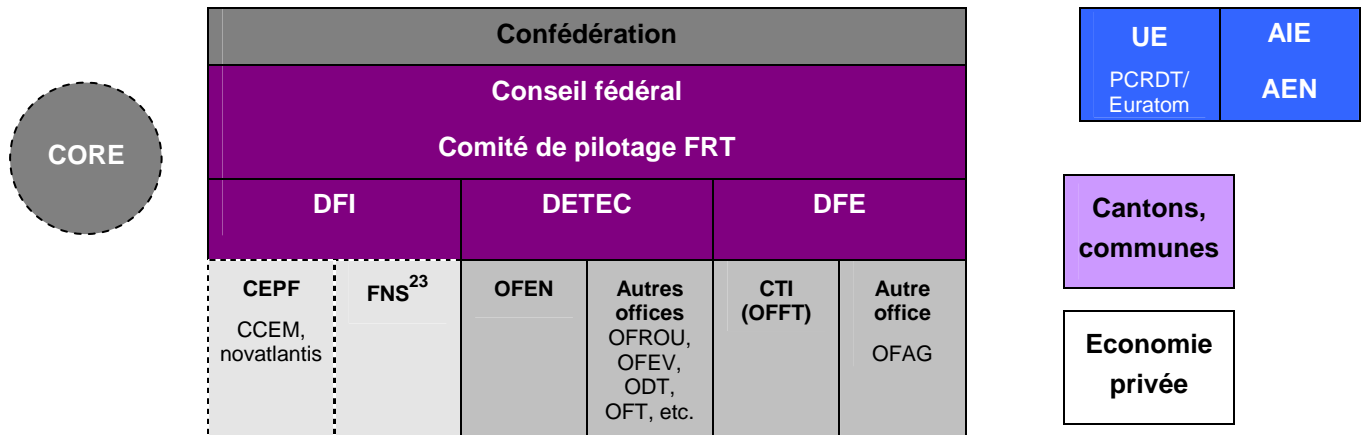 CORE
Confédération
Conseil fédéral
Comité de pilotage FRT
DFI
DETEC
DFE
CEPF
CCEM,
novatlantis
FNS23
OFEN
Autres
offices
OFROU,
OFEV,
ODT,
OFT, etc.
CTI
(OFFT)
Autre
office
OFAG
UE
PCRDT/
Euratom
AIE
AEN
Cantons,
communes
Economie
privée